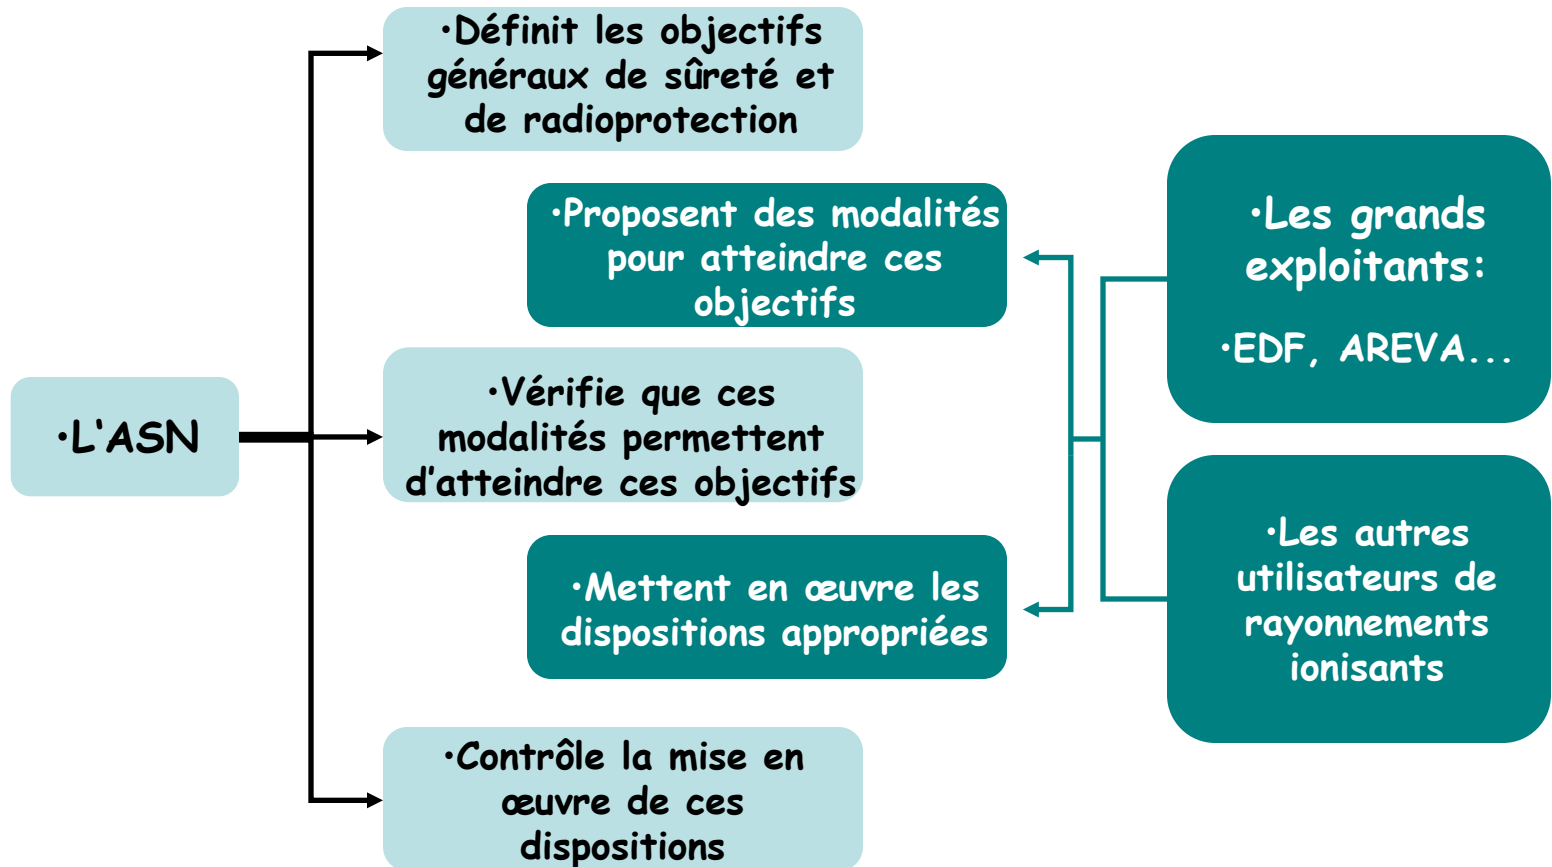 ·Définit les objectifs
généraux de sûreté et
de radioprotection
·Proposent des modalités
pour atteindre ces
objectifs
·Les grands
exploitants:
·EDF, AREVA...
·L'ASN
·Vérifie que ces
modalités permettent
d'atteindre ces objectifs
·Mettent en œuvre les
dispositions appropriées
·Les autres
utilisateurs de
rayonnements
ionisants
·Contrôle la mise en
œuvre de ces
dispositions